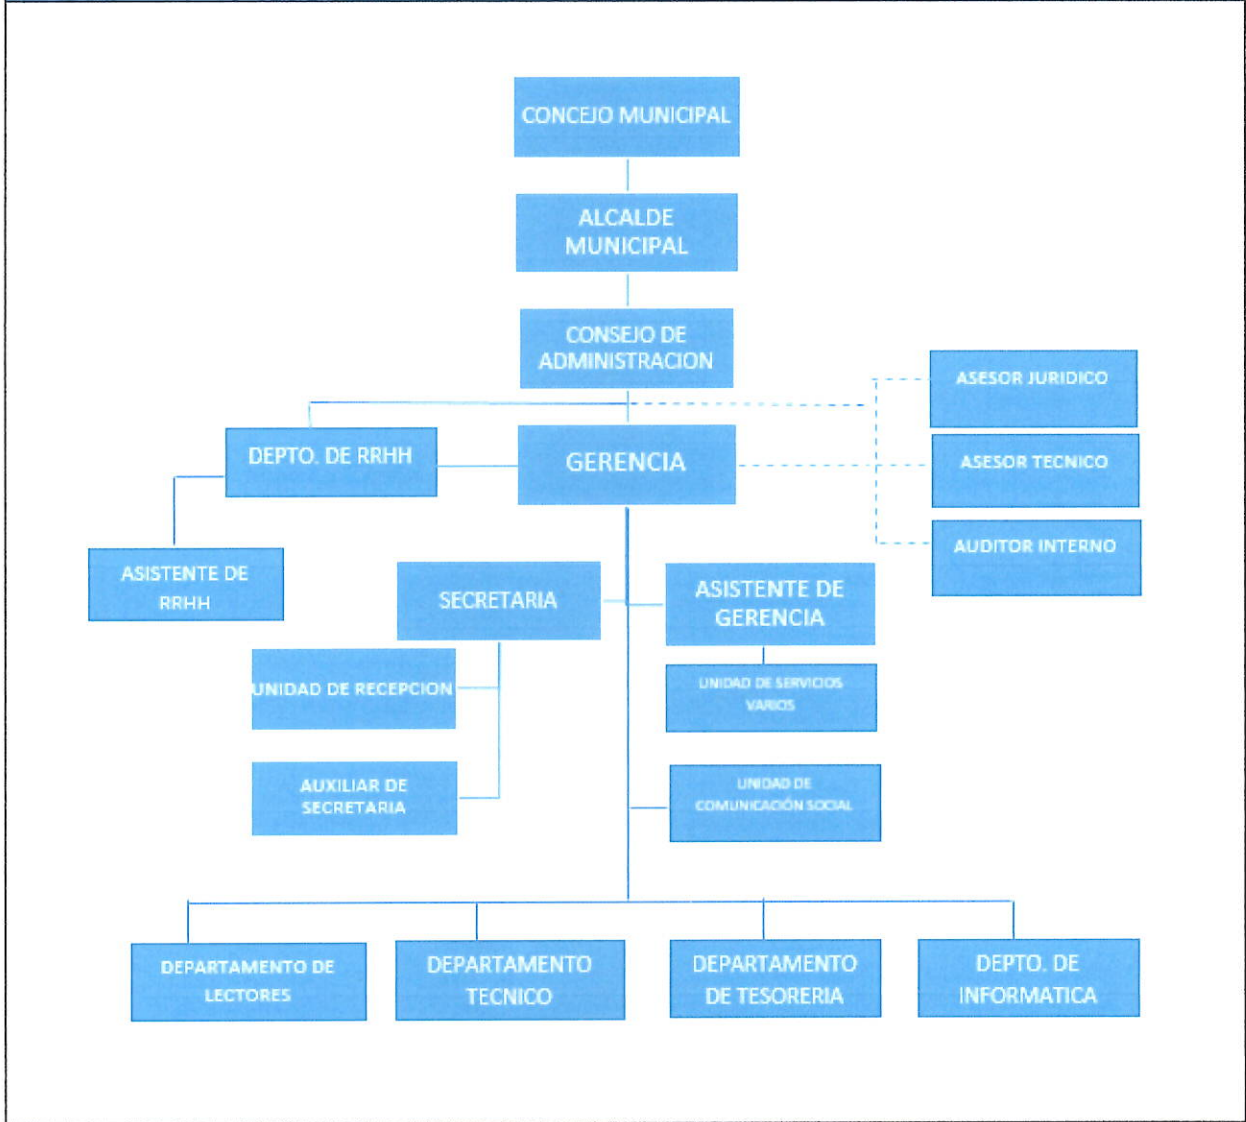 CONCEJO MUNICIPAL
ALCALDE
MUNICIPAL
CONSEJO DE
ADMINISTRACION
ASESOR JURIDICO
DEPTO. DE RRHH
GERENCIA
ASESOR TECNICO
AUDITOR INTERNO
ASISTENTE DE
RRHH
SECRETARIA
ASISTENTE DE
GERENCIA
UNIDAD DE RECEPCION
UNIDAD DE SERVICIOS
VARIOS
AUXILIAR DE
SECRETARIA
UNIDAD DE
COMUNICACIÓN SOCIAL
DEPARTAMENTO DE
LECTORES
DEPARTAMENTO
TECNICO
DEPARTAMENTO
DE TESORERIA
DEPTO. DE
INFORMATICA